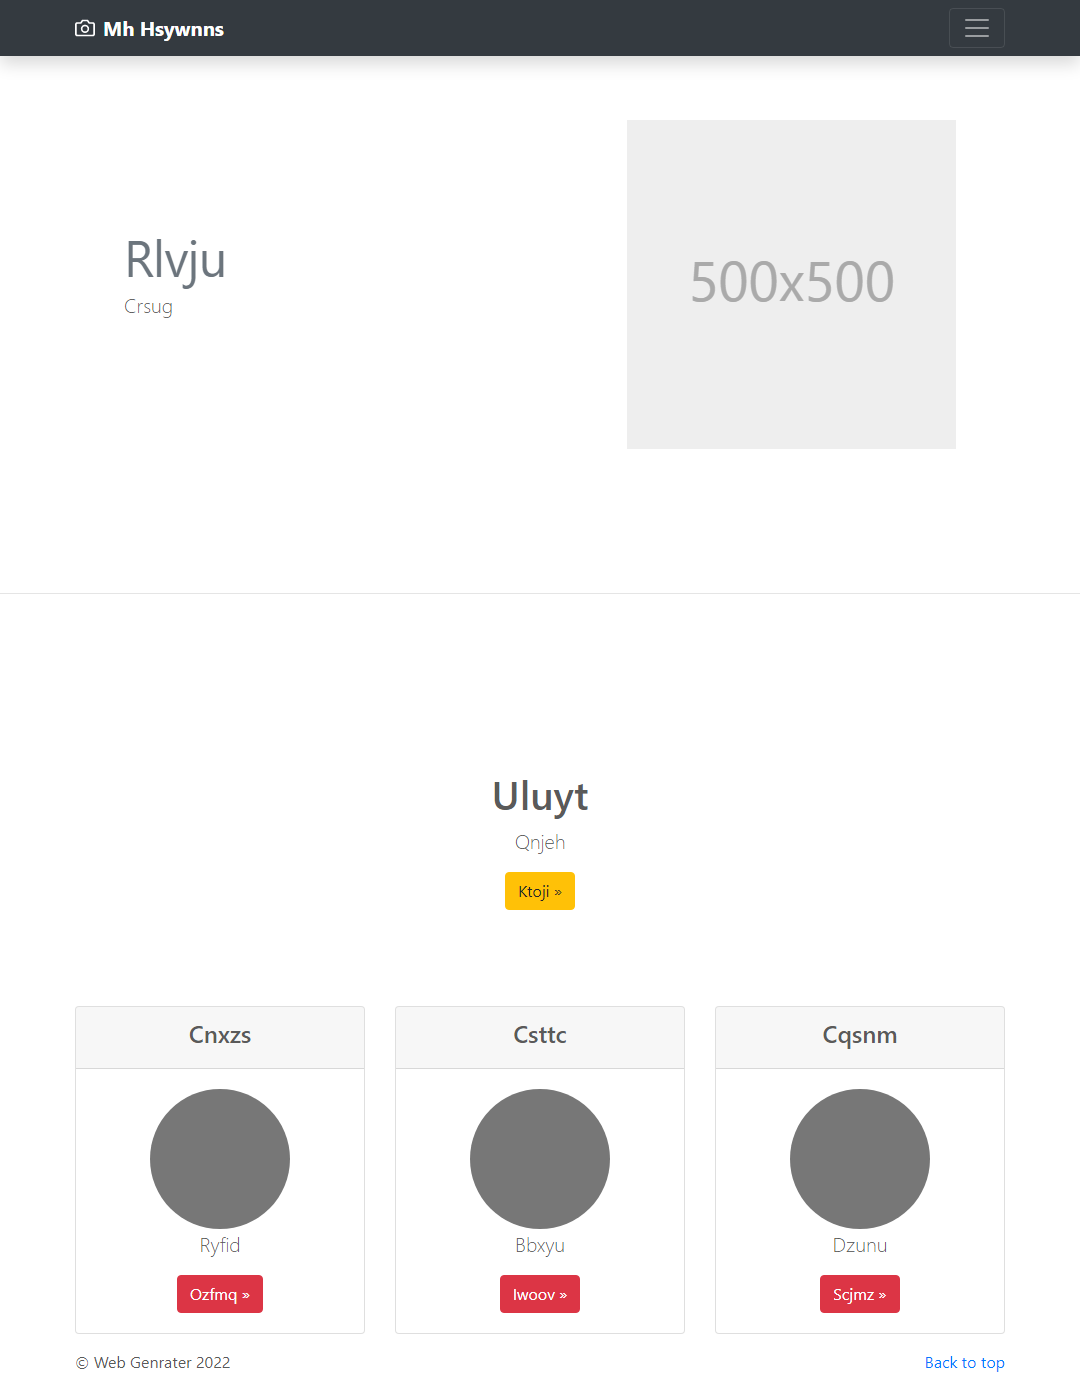 Mh Hsywnns
Rlvju
Crsug
500x500
Uluyt
Qnjeh
Ktoji »
Cnxzs
Ryfid
Ozfmq »
Csttc
Bbxyu
Iwoov »
Cqsnm
Dzunu
Scjmz »
© Web Genrater 2022
Back to top